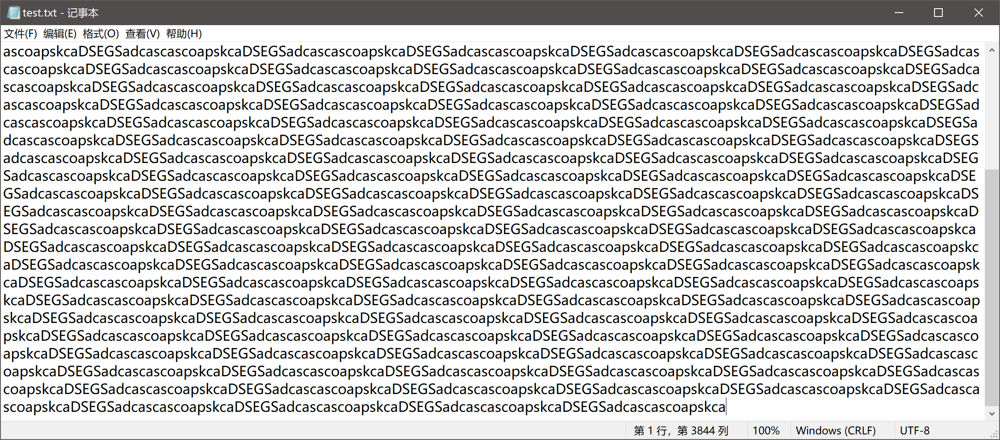 test.txt - 记事本
文件(F) 编辑(E) 格式(O) 查看(V) 帮助(H)
ascoapskcaDSEGSadcascascoapskcaDSEGSadcascascoapskcaDSEGSadcascascoapskcaDSEGSadcascascoapskcaDSEGSadcascascoapskcaDSEGSadcas
cascoapskcaDSEGSadcascascoapskcaDSEGSadcascascoapskcaDSEGSadcascascoapskcaDSEGSadcascascoapskcaDSEGSadcascascoapskcaDSEGSadca
scascoapskcaDSEGSadcascascoapskcaDSEGSadcascascoapskcaDSEGSadcascascoapskcaDSEGSadcascascoapskcaDSEGSadcascascoapskcaDSEGSadc
ascascoapskcaDSEGSadcascascoapskcaDSEGSadcascascoapskcaDSEGSadcascascoapskcaDSEGSadcascascoapskcaDSEGSadcascascoapskcaDSEGSad
cascascoapskcaDSEGSadcascascoapskcaDSEGSadcascascoapskcaDSEGSadcascascoapskcaDSEGSadcascascoapskcaDSEGSadcascascoapskcaDSEGSa
dcascascoapskcaDSEGSadcascascoapskcaDSEGSadcascascoapskcaDSEGSadcascascoapskcaDSEGSadcascascoapskcaDSEGSadcascascoapskcaDSEGS
adcascascoapskcaDSEGSadcascascoapskcaDSEGSadcascascoapskcaDSEGSadcascascoapskcaDSEGSadcascascoapskcaDSEGSadcascascoapskcaDSEG
SadcascascoapskcaDSEGSadcascascoapskcaDSEGSadcascascoapskcaDSEGSadcascascoapskcaDSEGSadcascascoapskcaDSEGSadcascascoapskcaDSE
GSadcascascoapskcaDSEGSadcascascoapskcaDSEGSadcascascoapskcaDSEGSadcascascoapskcaDSEGSadcascascoapskcaDSEGSadcascascoapskcaDS
EGSadcascascoapskcaDSEGSadcascascoapskcaDSEGSadcascascoapskcaDSEGSadcascascoapskcaDSEGSadcascascoapskcaDSEGSadcascascoapskcaD
SEGSadcascascoapskcaDSEGSadcascascoapskcaDSEGSadcascascoapskcaDSEGSadcascascoapskcaDSEGSadcascascoapskcaDSEGSadcascascoapskca
DSEGSadcascascoapskcaDSEGSadcascascoapskcaDSEGSadcascascoapskcaDSEGSadcascascoapskcaDSEGSadcascascoapskcaDSEGSadcascascoapskc
aDSEGSadcascascoapskcaDSEGSadcascascoapskcaDSEGSadcascascoapskcaDSEGSadcascascoapskcaDSEGSadcascascoapskcaDSEGSadcascascoapsk
caDSEGSadcascascoapskcaDSEGSadcascascoapskcaDSEGSadcascascoapskcaDSEGSadcascascoapskcaDSEGSadcascascoapskcaDSEGSadcascascoaps
kcaDSEGSadcascascoapskcaDSEGSadcascascoapskcaDSEGSadcascascoapskcaDSEGSadcascascoapskcaDSEGSadcascascoapskcaDSEGSadcascascoap
skcaDSEGSadcascascoapskcaDSEGSadcascascoapskcaDSEGSadcascascoapskcaDSEGSadcascascoapskcaDSEGSadcascascoapskcaDSEGSadcascascoa
pskcaDSEGSadcascascoapskcaDSEGSadcascascoapskcaDSEGSadcascascoapskcaDSEGSadcascascoapskcaDSEGSadcascascoapskcaDSEGSadcascasco
apskcaDSEGSadcascascoapskcaDSEGSadcascascoapskcaDSEGSadcascascoapskcaDSEGSadcascascoapskcaDSEGSadcascascoapskcaDSEGSadcascasc
oapskcaDSEGSadcascascoapskcaDSEGSadcascascoapskcaDSEGSadcascascoapskcaDSEGSadcascascoapskcaDSEGSadcascascoapskcaDSEGSadcascas
coapskcaDSEGSadcascascoapskcaDSEGSadcascascoapskcaDSEGSadcascascoapskcaDSEGSadcascascoapskcaDSEGSadcascascoapskcaDSEGSadcasca
scoapskcaDSEGSadcascascoapskcaDSEGSadcascascoapskcaDSEGSadcascascoapskcaDSEGSadcascascoapskca
第 1 行，第 3844 列 100% Windows (CRLF) UTF-8